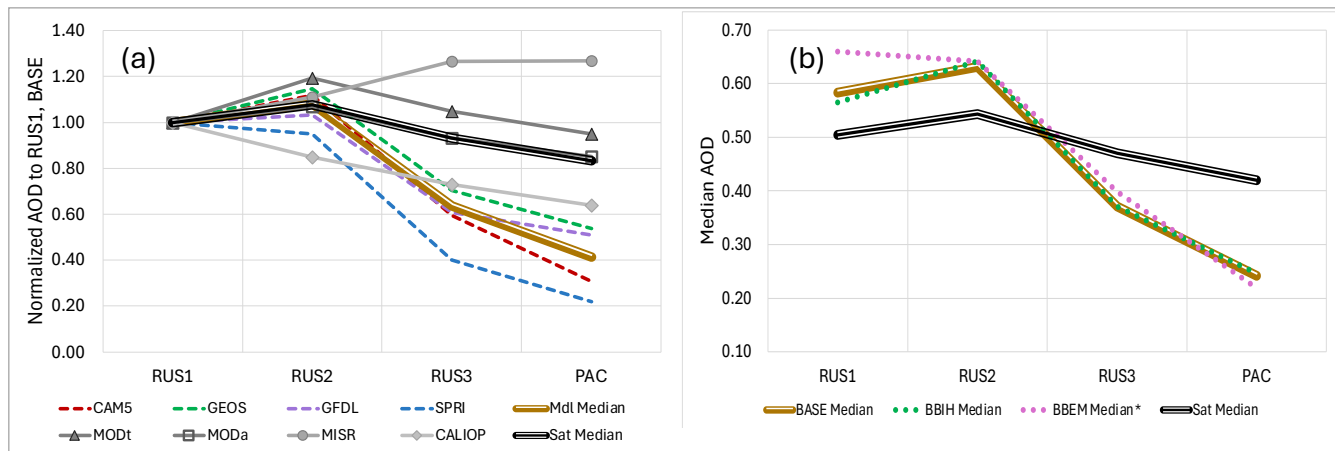 (a)
Normalized AOD to RUS1, BASE
1.40
1.20
1.00
0.80
0.60
0.40
0.20
0.00
RUS1 RUS2 RUS3 PAC
CAM5 GEOS GFDL SPRI Mdl Median
MODt MODa MISR CALIOP Sat Median
(b)
Median AOD
0.70
0.60
0.50
0.40
0.30
0.20
0.10
RUS1 RUS2 RUS3 PAC
BASE Median BBIH Median BBEM Median* Sat Median